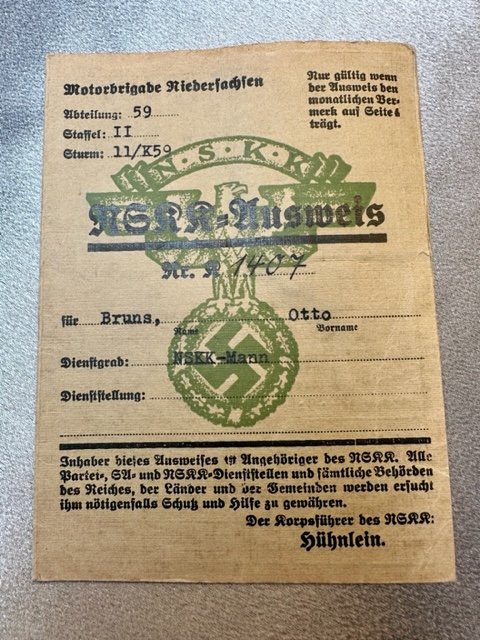 Motorbrigade Niedersachsen
Nur gültig wenn
der Ausweis den
monatlichen Ver-
merk auf Seite 4
trägt.
Abteilung: 59
Staffel: II
Sturm: 11/K59
N·S·K·K
NSKK-Ausweis
Nr. K 1407
für Bruns, Otto
Name Vorname
Dienstgrad: NSKK-Mann
Dienststellung:
Inhaber dieses Ausweises ist Angehöriger des NSKK. Alle
Partei-, SA- und NSKK-Dienststellen und sämtliche Behörden
des Reiches, der Länder und der Gemeinden werden ersucht
ihm nötigenfalls Schutz und Hilfe zu gewähren.
Der Korpsführer des NSKK:
Hühnlein.